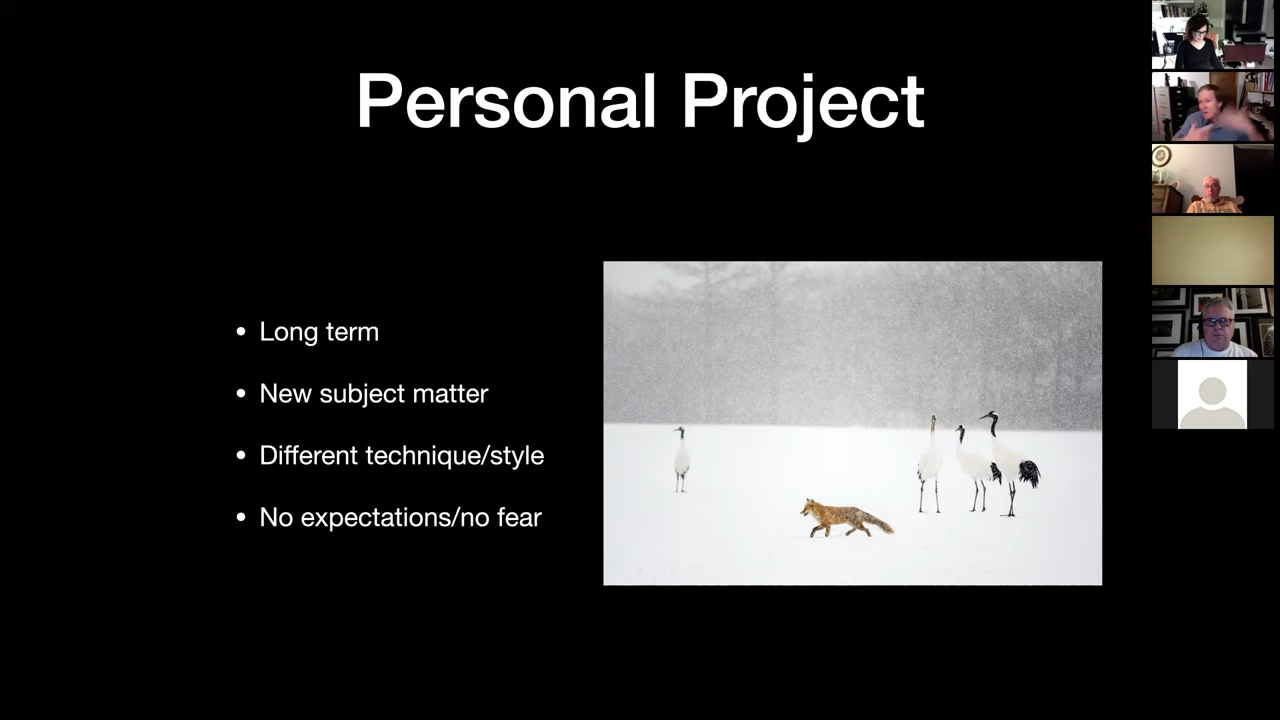 Personal Project
• Long term
• New subject matter
• Different technique/style
• No expectations/no fear